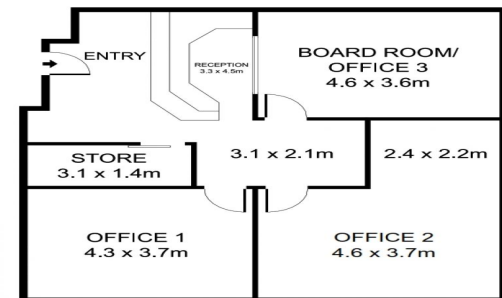 ENTRY
RECEPTION
3.3 x 4.5m
BOARD ROOM/
OFFICE 3
4.6 x 3.6m
STORE
3.1 x 1.4m
3.1 x 2.1m
2.4 x 2.2m
OFFICE 1
4.3 x 3.7m
OFFICE 2
4.6 x 3.7m